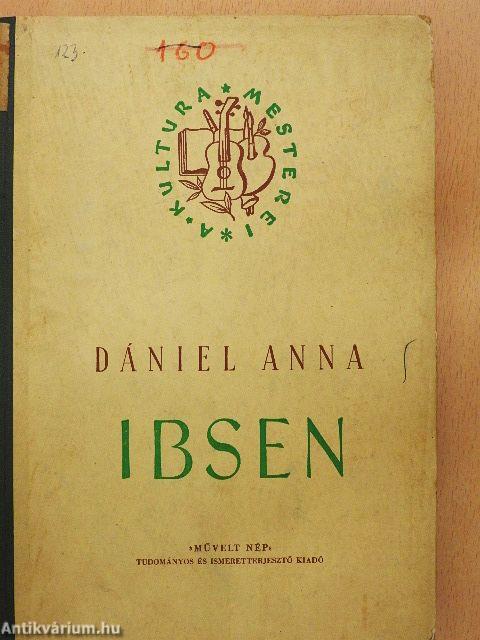 123.
160
A KULTURA MESTEREI
DÁNIEL ANNA
IBSEN
»MŰVELT NÉP«
TUDOMÁNYOS ÉS ISMERETTERJESZTŐ KIADÓ
Antikvárium.hu